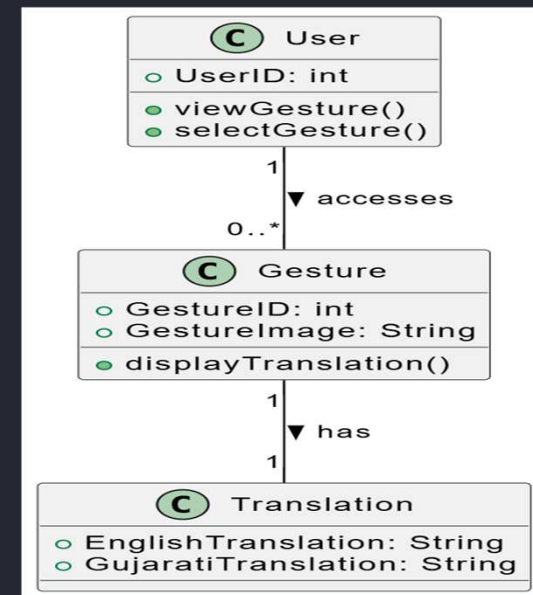 C User
UserID: int
viewGesture()
selectGesture()
1
accesses
0..*
C Gesture
GestureID: int
GestureImage: String
displayTranslation()
1
has
1
C Translation
EnglishTranslation: String
GujaratiTranslation: String